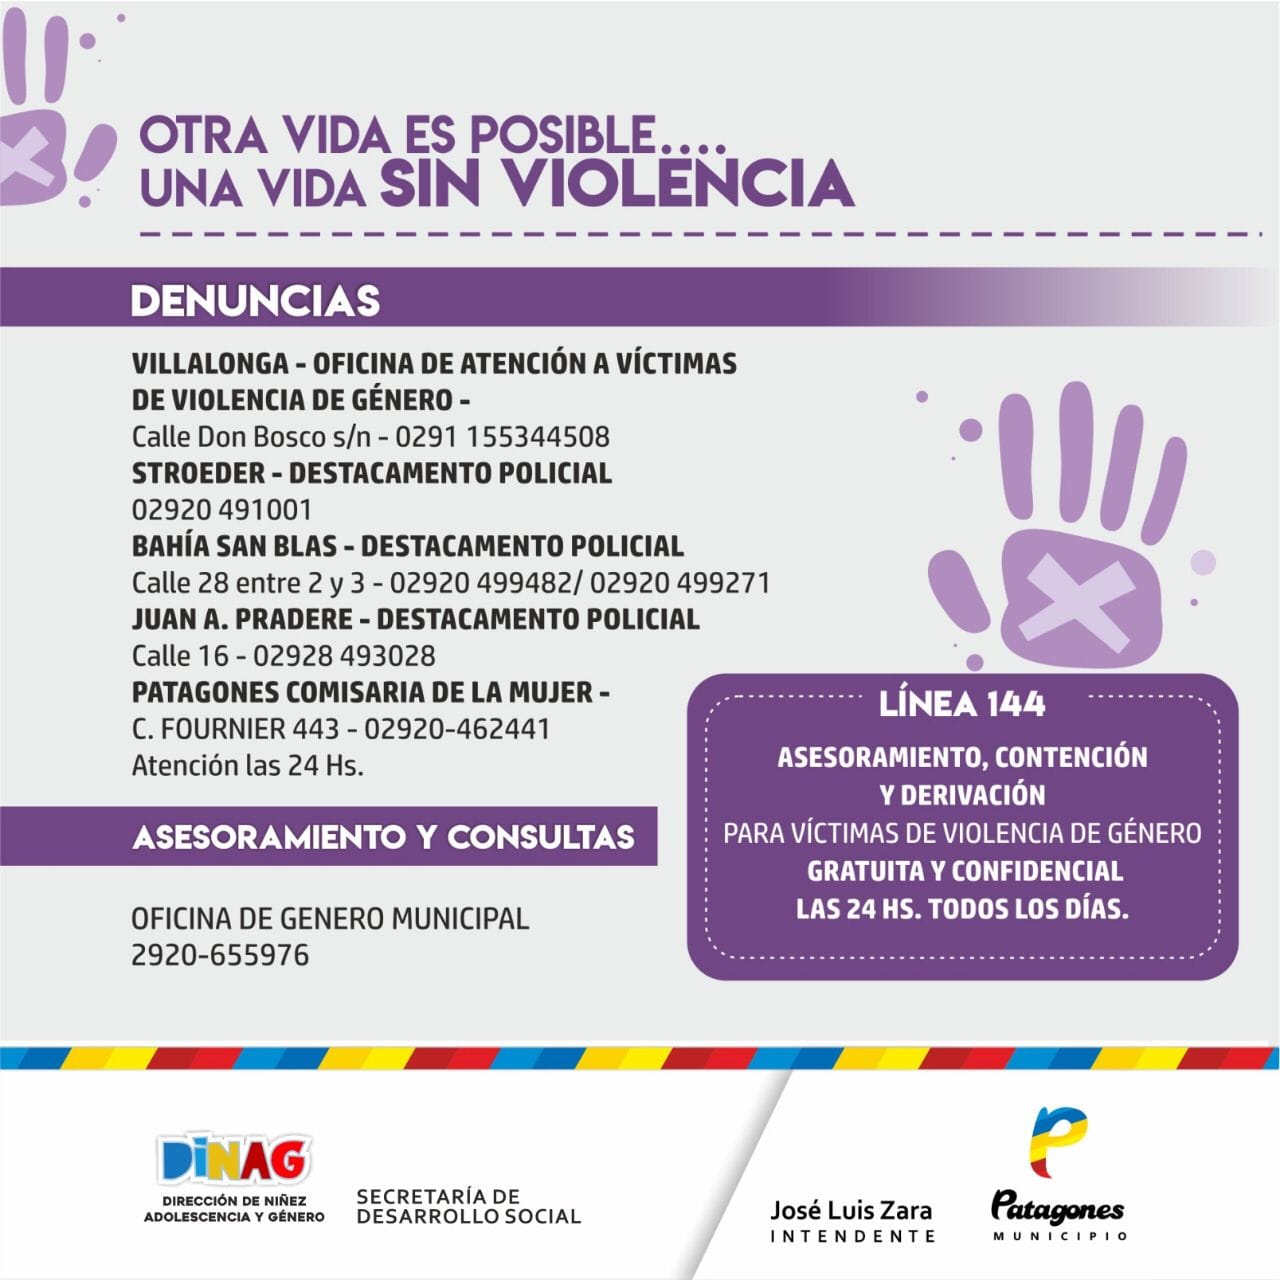 OTRA VIDA ES POSIBLE....
UNA VIDA SIN VIOLENCIA
DENUNCIAS
VILLALONGA - OFICINA DE ATENCIÓN A VÍCTIMAS
DE VIOLENCIA DE GÉNERO -
Calle Don Bosco s/n - 0291 155344508
STROEDER - DESTACAMENTO POLICIAL
02920 491001
BAHÍA SAN BLAS - DESTACAMENTO POLICIAL
Calle 28 entre 2 y 3 - 02920 499482/ 02920 499271
JUAN A. PRADERE - DESTACAMENTO POLICIAL
Calle 16 - 02928 493028
PATAGONES COMISARIA DE LA MUJER -
C. FOURNIER 443 - 02920-462441
Atención las 24 Hs.
ASESORAMIENTO Y CONSULTAS
OFICINA DE GENERO MUNICIPAL
2920-655976
LÍNEA 144
ASESORAMIENTO, CONTENCIÓN
Y DERIVACIÓN
PARA VÍCTIMAS DE VIOLENCIA DE GÉNERO
GRATUITA Y CONFIDENCIAL
LAS 24 HS. TODOS LOS DÍAS.
DiNAG
DIRECCIÓN DE NIÑEZ
ADOLESCENCIA Y GÉNERO
SECRETARÍA DE
DESARROLLO SOCIAL
José Luis Zara
INTENDENTE
Patagones
MUNICIPIO